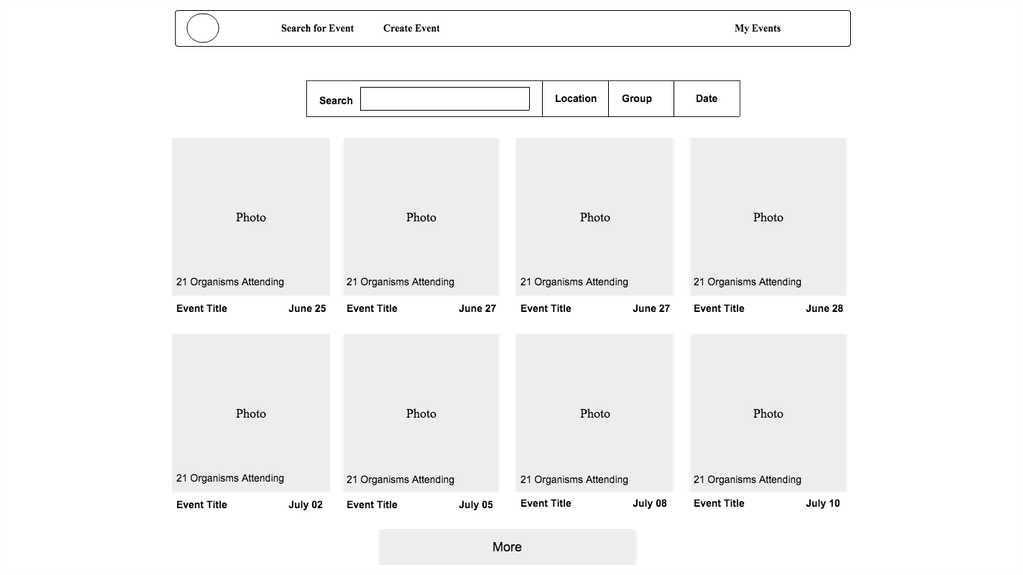 Search for Event Create Event My Events
Search Location Group Date
Photo Photo Photo Photo
21 Organisms Attending 21 Organisms Attending 21 Organisms Attending 21 Organisms Attending
Event Title June 25 Event Title June 27 Event Title June 27 Event Title June 28
Photo Photo Photo Photo
21 Organisms Attending 21 Organisms Attending 21 Organisms Attending 21 Organisms Attending
Event Title July 02 Event Title July 05 Event Title July 08 Event Title July 10
More